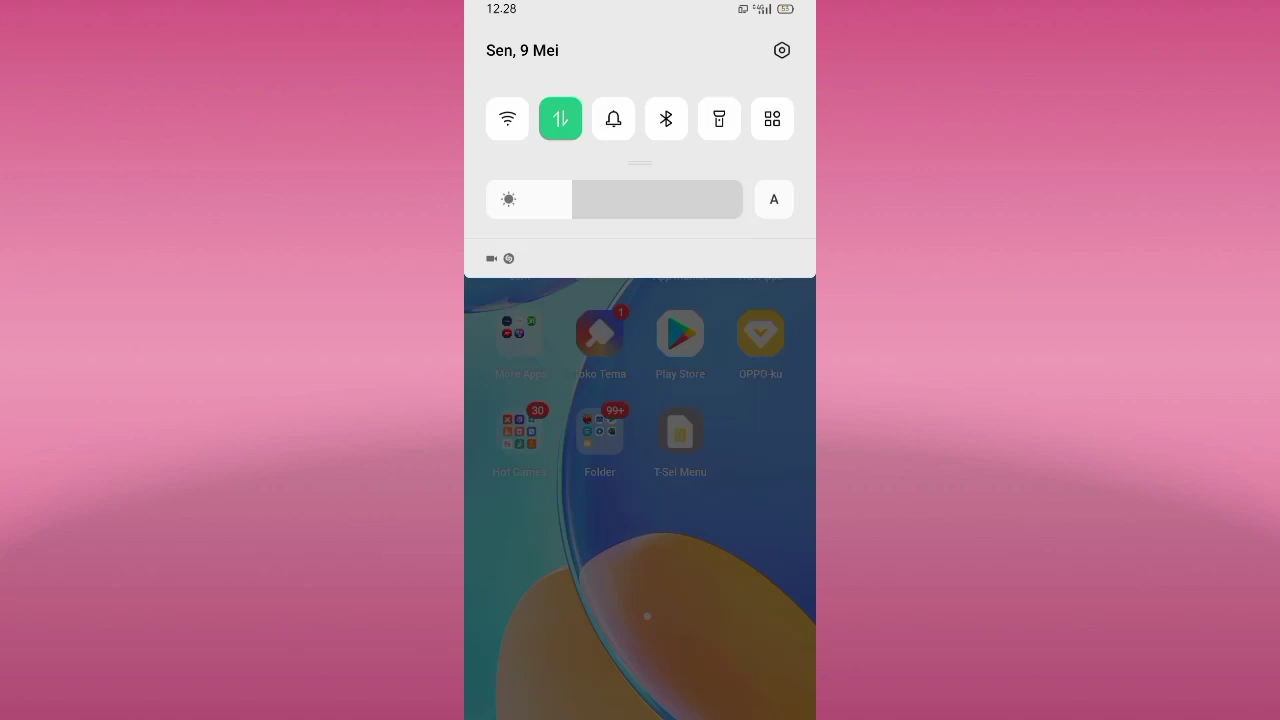 12.28 53
Sen, 9 Mei
A
1
More Apps Toko Tema Play Store OPPO-ku
30 99+
Hot Games Folder T-Sel Menu